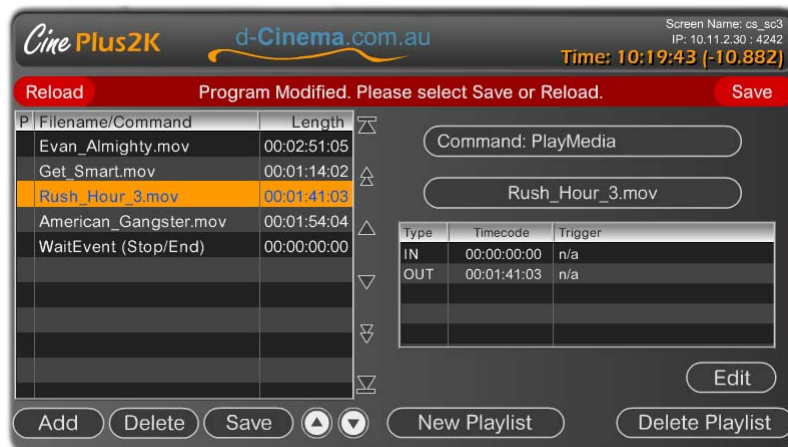 Cine Plus2K
d-Cinema.com.au
Screen Name: cs_sc3
IP: 10.11.2.30 : 4242
Time: 10:19:43 (-10.882)
Reload
Program Modified. Please select Save or Reload.
Save
P Filename/Command Length
Evan_Almighty.mov 00:02:51:05
Get_Smart.mov 00:01:14:02
Rush_Hour_3.mov 00:01:41:03
American_Gangster.mov 00:01:54:04
WaitEvent (Stop/End) 00:00:00:00
Command: PlayMedia
Rush_Hour_3.mov
Type Timecode Trigger
IN 00:00:00:00 n/a
OUT 00:01:41:03 n/a
Edit
Add
Delete
Save
New Playlist
Delete Playlist